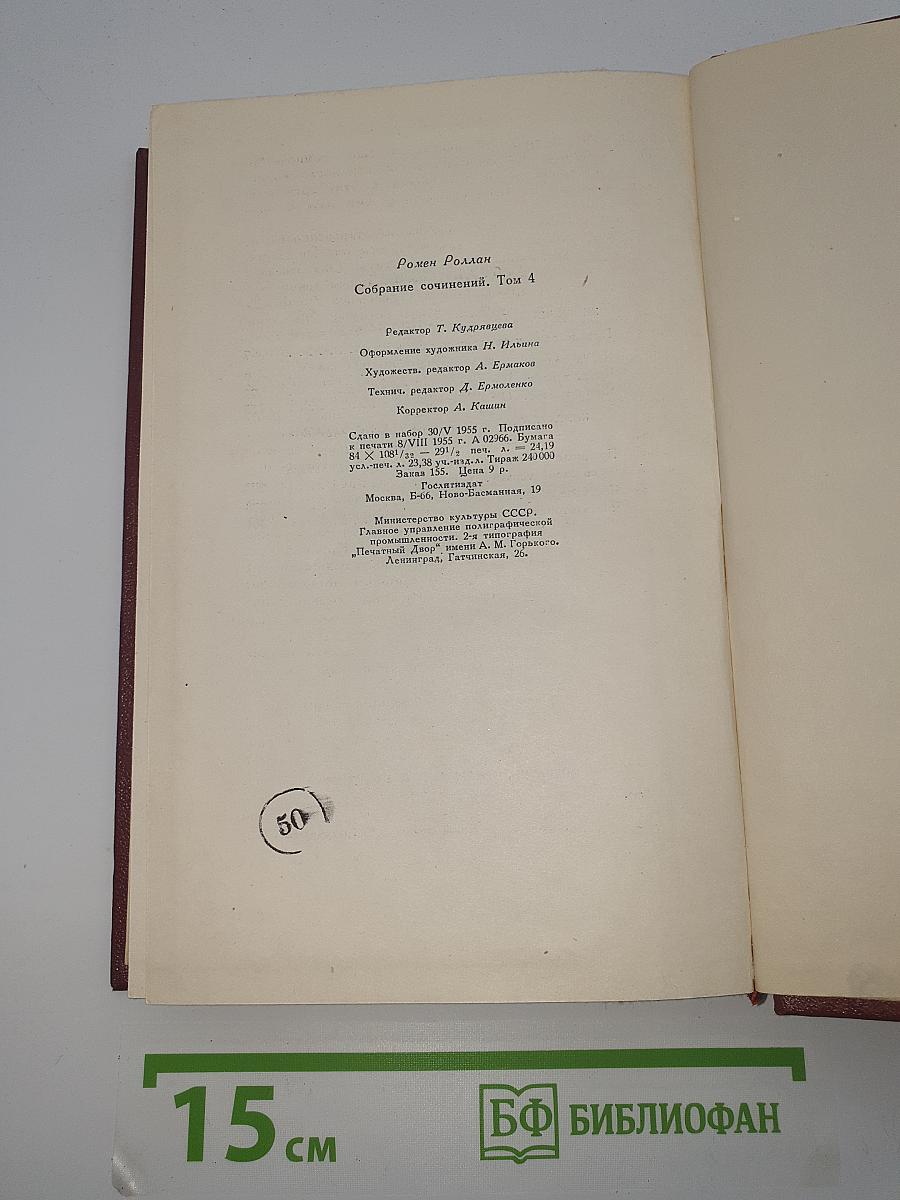 Ромен Роллан
Собрание сочинений. Том 4
Редактор Т. Кудрявцева
Оформление художника Н. Ильина
Художеств. редактор А. Ермаков
Технич. редактор Д. Ермоленко
Корректор А. Кашин
Сдано в набор 30/V 1955 г. Подписано
к печати 8/VIII 1955 г. А 02966. Бумага
84 × 108¹/₃₂ — 29¹/₂ печ. л. = 24,19
усл.-печ. л. 23,38 уч.-изд. л. Тираж 240 000
Заказ 155. Цена 9 р.
Гослитиздат
Москва, Б-66, Ново-Басманная, 19
Министерство культуры СССР.
Главное управление полиграфической
промышленности. 2-я типография
„Печатный Двор“ имени А. М. Горького.
Ленинград, Гатчинская, 26.
50
15 см
БФ БИБЛИОФАН